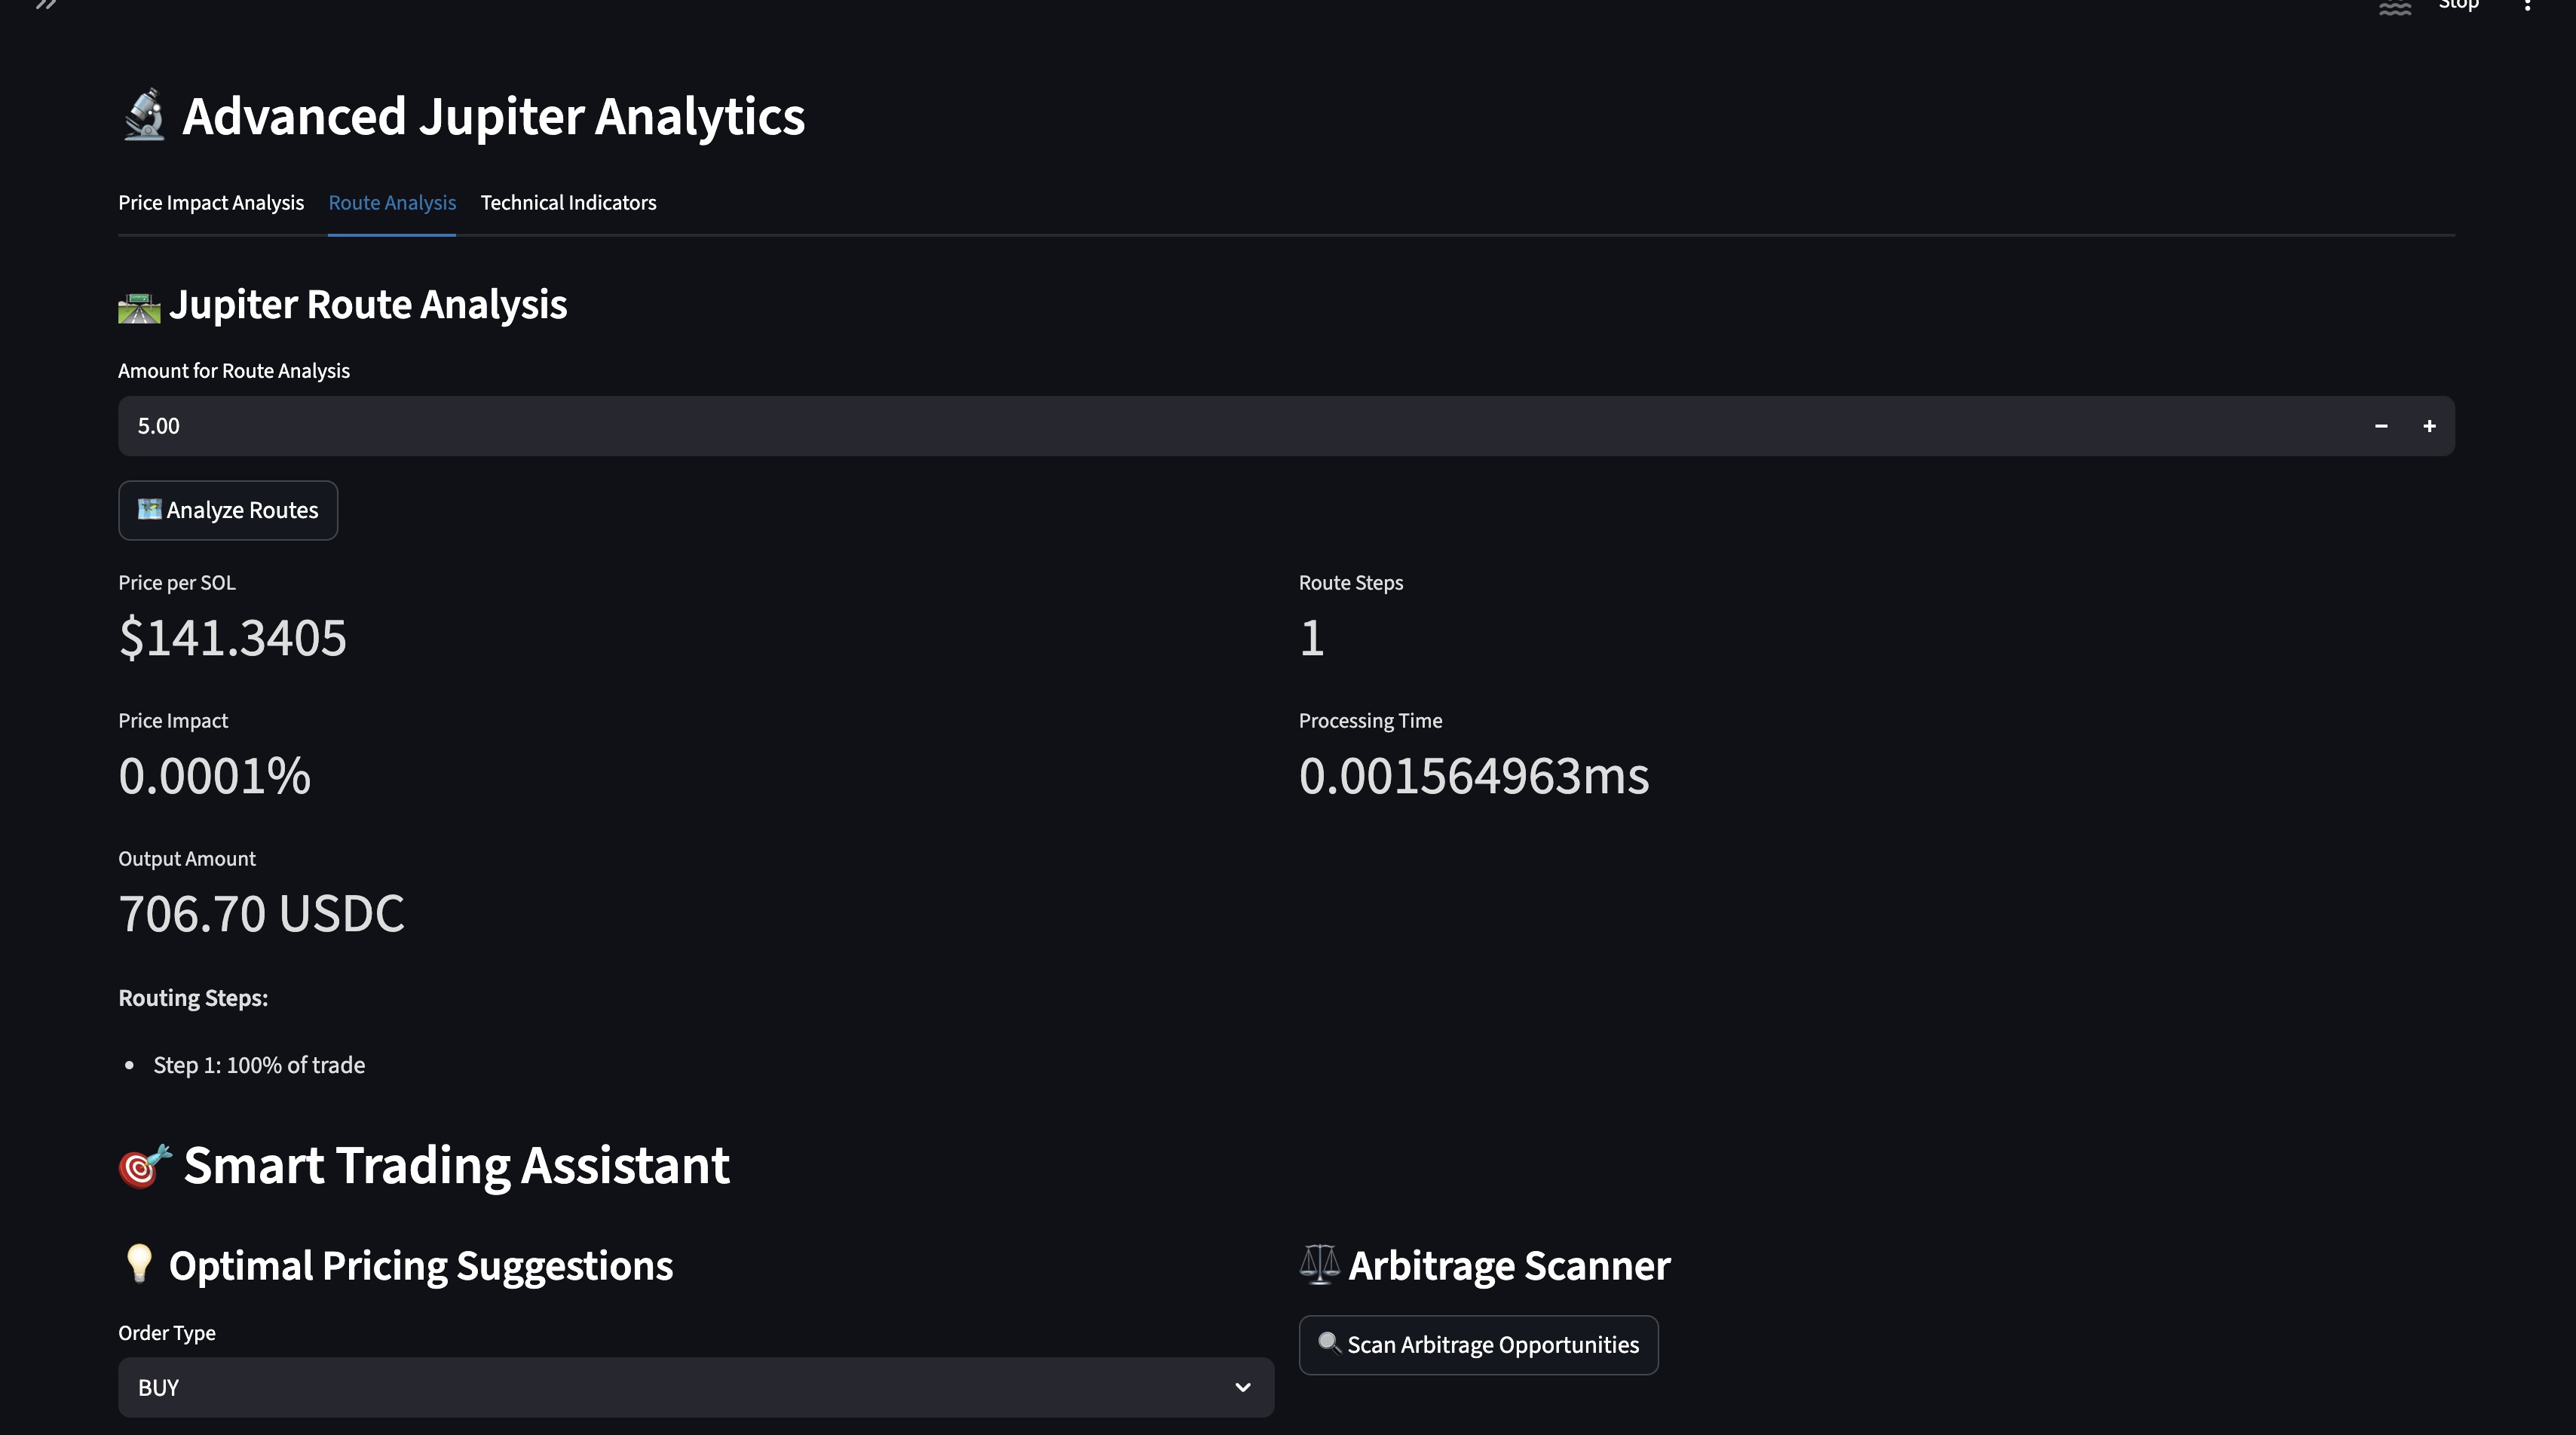 Stop
Advanced Jupiter Analytics
Price Impact Analysis Route Analysis Technical Indicators
Jupiter Route Analysis
Amount for Route Analysis
5.00
Analyze Routes
Price per SOL
$141.3405
Price Impact
0.0001%
Output Amount
706.70 USDC
Route Steps
1
Processing Time
0.001564963ms
Routing Steps:
• Step 1: 100% of trade
Smart Trading Assistant
Optimal Pricing Suggestions
Order Type
BUY
Arbitrage Scanner
Scan Arbitrage Opportunities